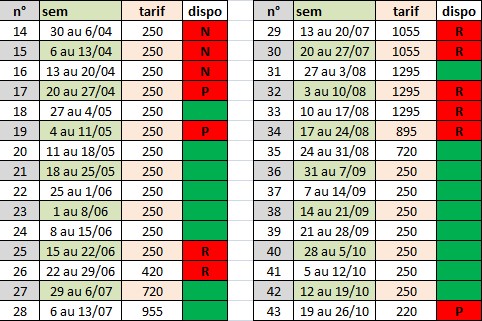 n° sem tarif dispo
14 30 au 6/04 250 N
15 6 au 13/04 250 N
16 13 au 20/04 250 N
17 20 au 27/04 250 P
18 27 au 4/05 250
19 4 au 11/05 250 P
20 11 au 18/05 250
21 18 au 25/05 250
22 25 au 1/06 250
23 1 au 8/06 250
24 8 au 15/06 250
25 15 au 22/06 250 R
26 22 au 29/06 420 R
27 29 au 6/07 720
28 6 au 13/07 955
n° sem tarif dispo
29 13 au 20/07 1055 R
30 20 au 27/07 1055 R
31 27 au 3/08 1295
32 3 au 10/08 1295 R
33 10 au 17/08 1295 R
34 17 au 24/08 895 R
35 24 au 31/08 720
36 31 au 7/09 250
37 7 au 14/09 250
38 14 au 21/09 250
39 21 au 28/09 250
40 28 au 5/10 250
41 5 au 12/10 250
42 12 au 19/10 250
43 19 au 26/10 220 P